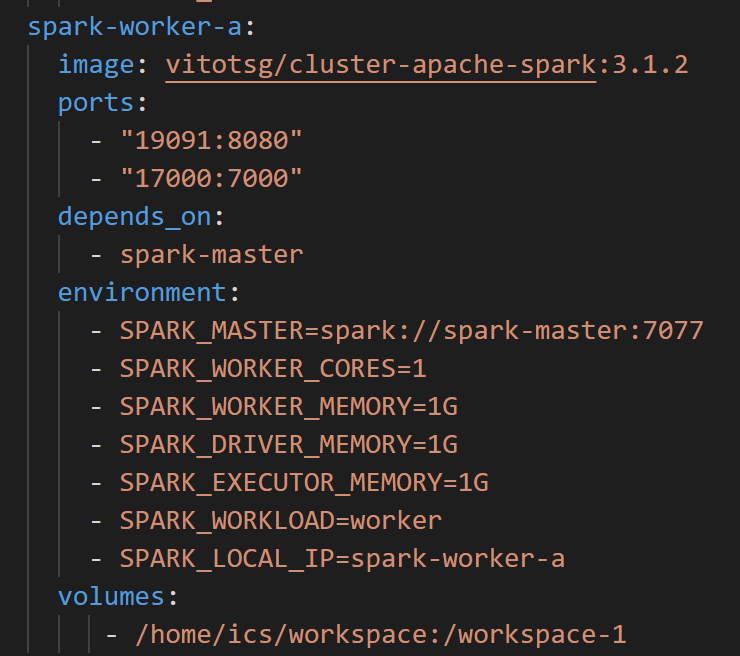 spark-worker-a:
image: vitotsg/cluster-apache-spark:3.1.2
ports:
- "19091:8080"
- "17000:7000"
depends_on:
- spark-master
environment:
- SPARK_MASTER=spark://spark-master:7077
- SPARK_WORKER_CORES=1
- SPARK_WORKER_MEMORY=1G
- SPARK_DRIVER_MEMORY=1G
- SPARK_EXECUTOR_MEMORY=1G
- SPARK_WORKLOAD=worker
- SPARK_LOCAL_IP=spark-worker-a
volumes:
- /home/ics/workspace:/workspace-1